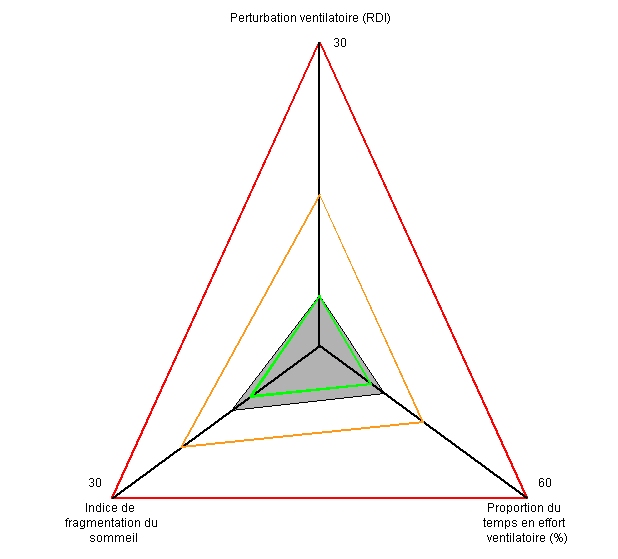 Perturbation ventilatoire (RDI)
30
30
60
Indice de
fragmentation du
sommeil
Proportion du
temps en effort
ventilatoire (%)